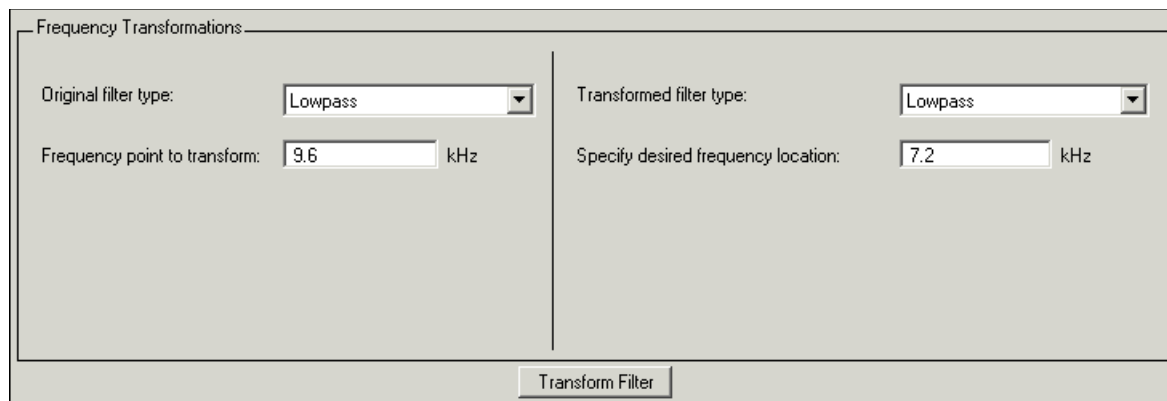 Frequency Transformations
Original filter type: Lowpass
Frequency point to transform: 9.6 kHz
Transformed filter type: Lowpass
Specify desired frequency location: 7.2 kHz
Transform Filter